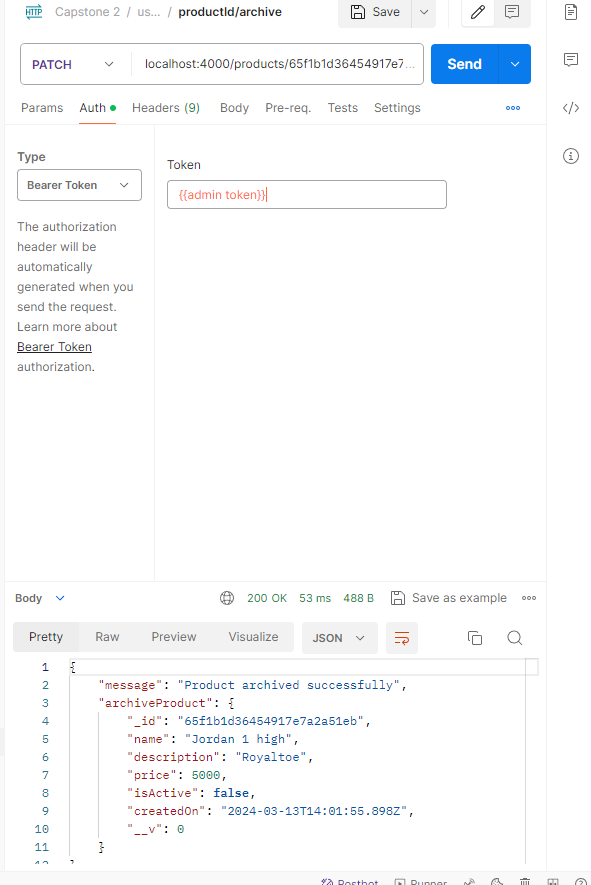 HTTP Capstone 2 / us... / productId/archive Save
PATCH localhost:4000/products/65f1b1d36454917e7... Send
Params Auth Headers (9) Body Pre-req. Tests Settings
Type
Bearer Token
The authorization
header will be
automatically
generated when you
send the request.
Learn more about
Bearer Token
authorization.
Token
{{admin token}}
Body 200 OK 53 ms 488 B Save as example
Pretty Raw Preview Visualize JSON
1 {
2 "message": "Product archived successfully",
3 "archiveProduct": {
4 "_id": "65f1b1d36454917e7a2a51eb",
5 "name": "Jordan 1 high",
6 "description": "Royaltoe",
7 "price": 5000,
8 "isActive": false,
9 "createdOn": "2024-03-13T14:01:55.898Z",
10 "__v": 0
11 }
12 }
Postbot Runner